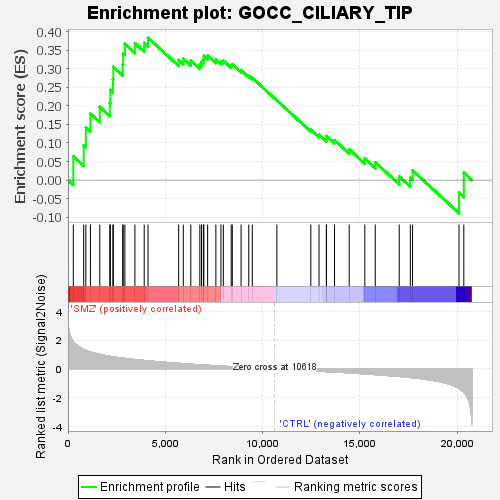 Enrichment plot: GOCC_CILIARY_TIP
Enrichment score (ES)
0.40
0.35
0.30
0.25
0.20
0.15
0.10
0.05
0.00
-0.05
-0.10
'SMZ' (positively correlated)
Ranked list metric (Signal2Noise)
4
2
0
-2
-4
Zero cross at 10618
'CTRL' (negatively correlated)
0
5,000
10,000
15,000
20,000
Rank in Ordered Dataset
Enrichment profile
Hits
Ranking metric scores